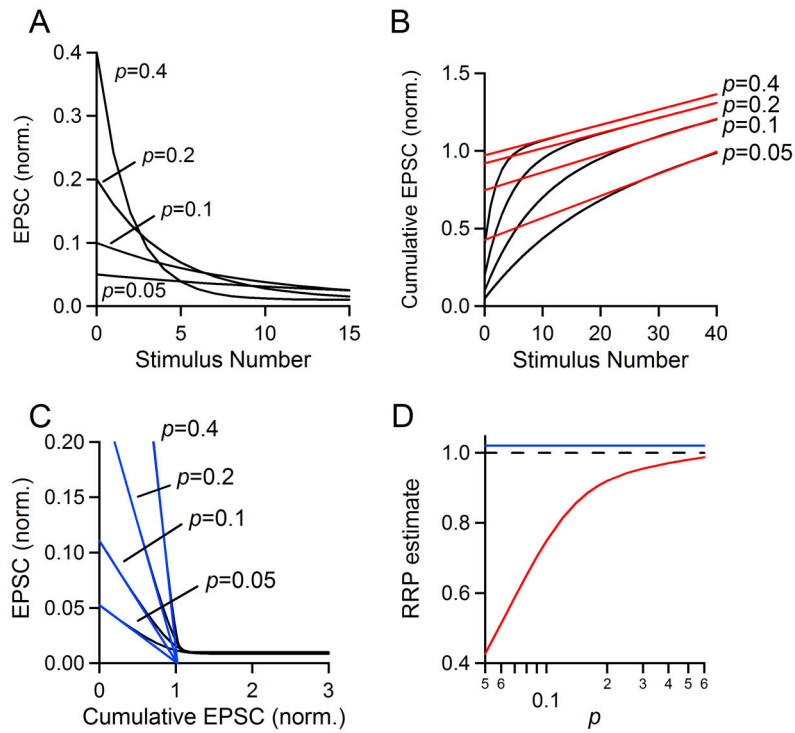 A
EPSC (norm.)
0.4
0.3
0.2
0.1
0.0
p=0.4
p=0.2
p=0.1
p=0.05
0
5
10
15
Stimulus Number
B
Cumulative EPSC (norm.)
1.5
1.0
0.5
0.0
p=0.4
p=0.2
p=0.1
p=0.05
0
10
20
30
40
Stimulus Number
C
EPSC (norm.)
0.20
0.15
0.10
0.05
0.00
p=0.4
p=0.2
p=0.1
p=0.05
0
1
2
3
Cumulative EPSC (norm.)
D
RRP estimate
1.0
0.8
0.6
0.4
5
6
0.1
2
3
4
5
6
p